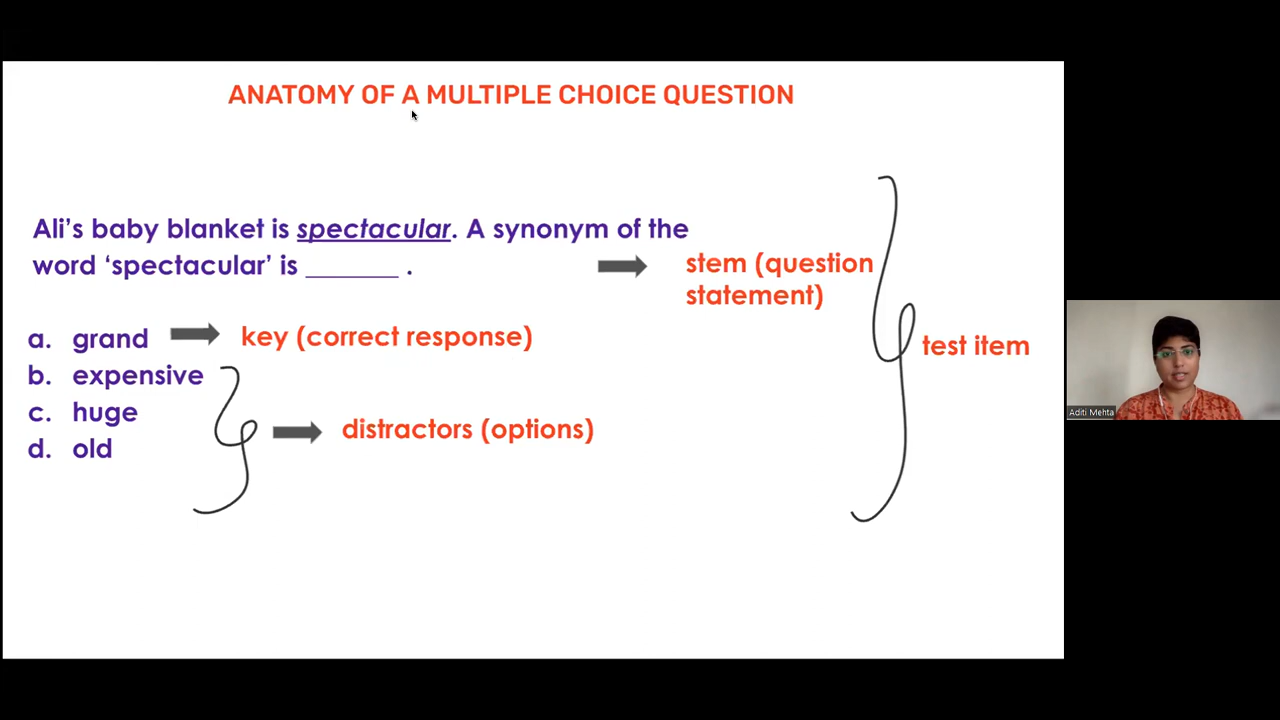 ANATOMY OF A MULTIPLE CHOICE QUESTION
Ali’s baby blanket is spectacular. A synonym of the
word ‘spectacular’ is _______ .
stem (question
statement)
a. grand
key (correct response)
b. expensive
c. huge
d. old
distractors (options)
test item
Aditi Mehta